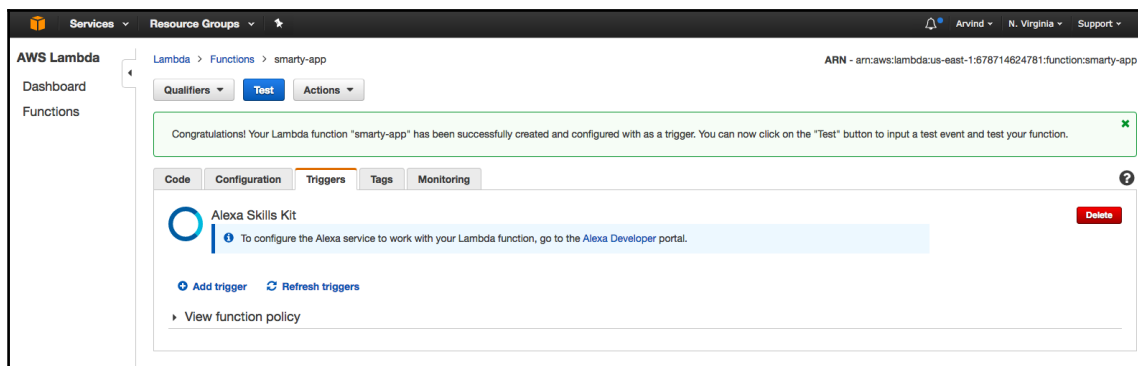 Services Resource Groups Arvind N. Virginia Support
AWS Lambda
Dashboard
Functions
Lambda > Functions > smarty-app
ARN - arn:aws:lambda:us-east-1:678714624781:function:smarty-app
Qualifiers Test Actions
Congratulations! Your Lambda function "smarty-app" has been successfully created and configured with as a trigger. You can now click on the "Test" button to input a test event and test your function.
Code Configuration Triggers Tags Monitoring
Alexa Skills Kit
Delete
To configure the Alexa service to work with your Lambda function, go to the Alexa Developer portal.
Add trigger Refresh triggers
View function policy